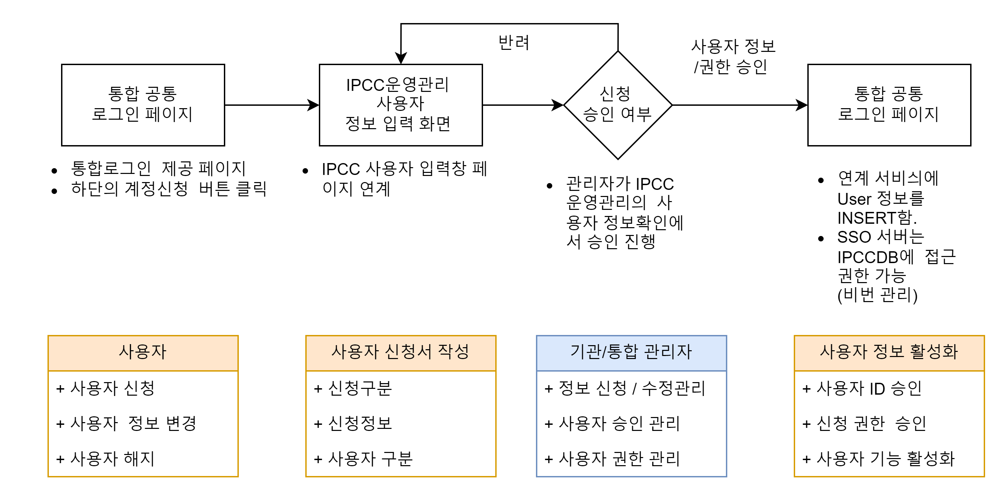 반려
사용자 정보
/권한 승인
통합 공통
로그인 페이지
IPCC운영관리
사용자
정보 입력 화면
신청
승인 여부
통합 공통
로그인 페이지
• 통합로그인 제공 페이지
• 하단의 계정신청 버튼 클릭
• IPCC 사용자 입력창 페
이지 연계
• 관리자가 IPCC
운영관리의 사
용자 정보확인에
서 승인 진행
• 연계 서비싀에
User 정보를
INSERT함.
• SSO 서버는
IPCCDB에 접근
권한 가능
(비번 관리)
사용자
+ 사용자 신청
+ 사용자 정보 변경
+ 사용자 해지
사용자 신청서 작성
+ 신청구분
+ 신청정보
+ 사용자 구분
기관/통합 관리자
+ 정보 신청 / 수정관리
+ 사용자 승인 관리
+ 사용자 권한 관리
사용자 정보 활성화
+ 사용자 ID 승인
+ 신청 권한 승인
+ 사용자 기능 활성화